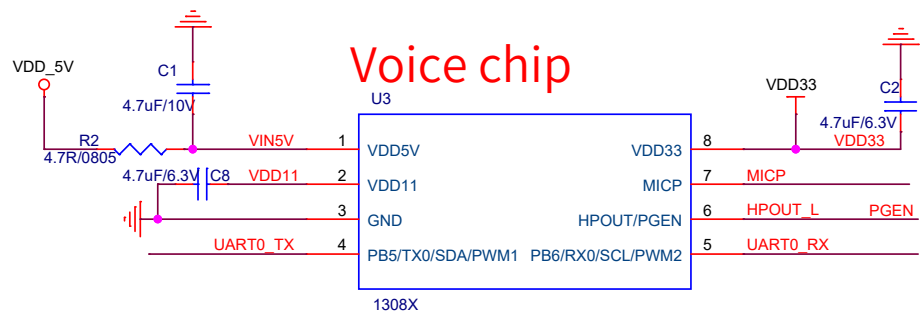 Voice chip
VDD_5V
C1
4.7uF/10V
U3
VDD33
C2
4.7uF/6.3V
R2
4.7R/0805
VIN5V
1
VDD5V
VDD33
8
VDD33
4.7uF/6.3V
C8
VDD11
2
VDD11
MICP
7
MICP
3
GND
HPOUT/PGEN
6
HPOUT_L
PGEN
UART0_TX
4
PB5/TX0/SDA/PWM1
PB6/RX0/SCL/PWM2
5
UART0_RX
1308X